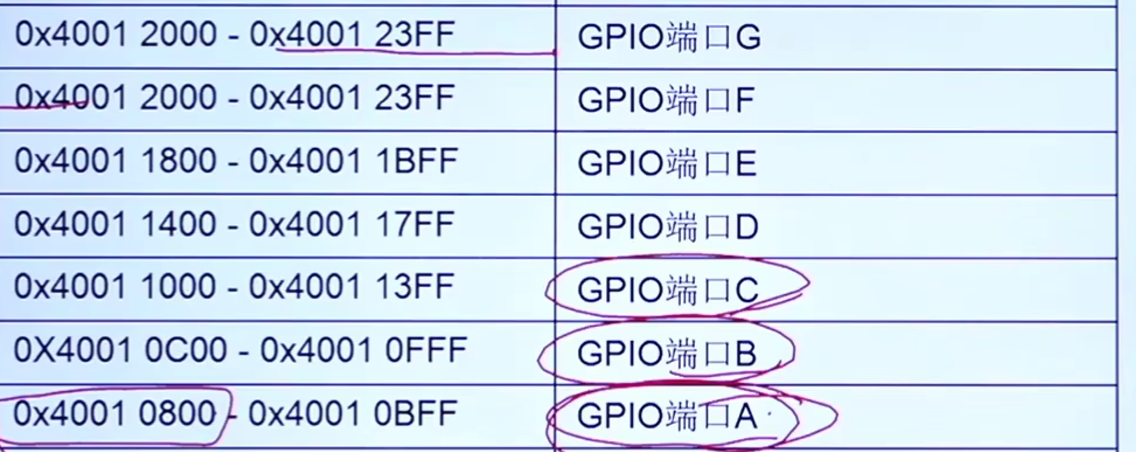 0x4001 2000 - 0x4001 23FF GPIO端口G
0x4001 2000 - 0x4001 23FF GPIO端口F
0x4001 1800 - 0x4001 1BFF GPIO端口E
0x4001 1400 - 0x4001 17FF GPIO端口D
0x4001 1000 - 0x4001 13FF GPIO端口C
0X4001 0C00 - 0x4001 0FFF GPIO端口B
0x4001 0800 - 0x4001 0BFF GPIO端口A